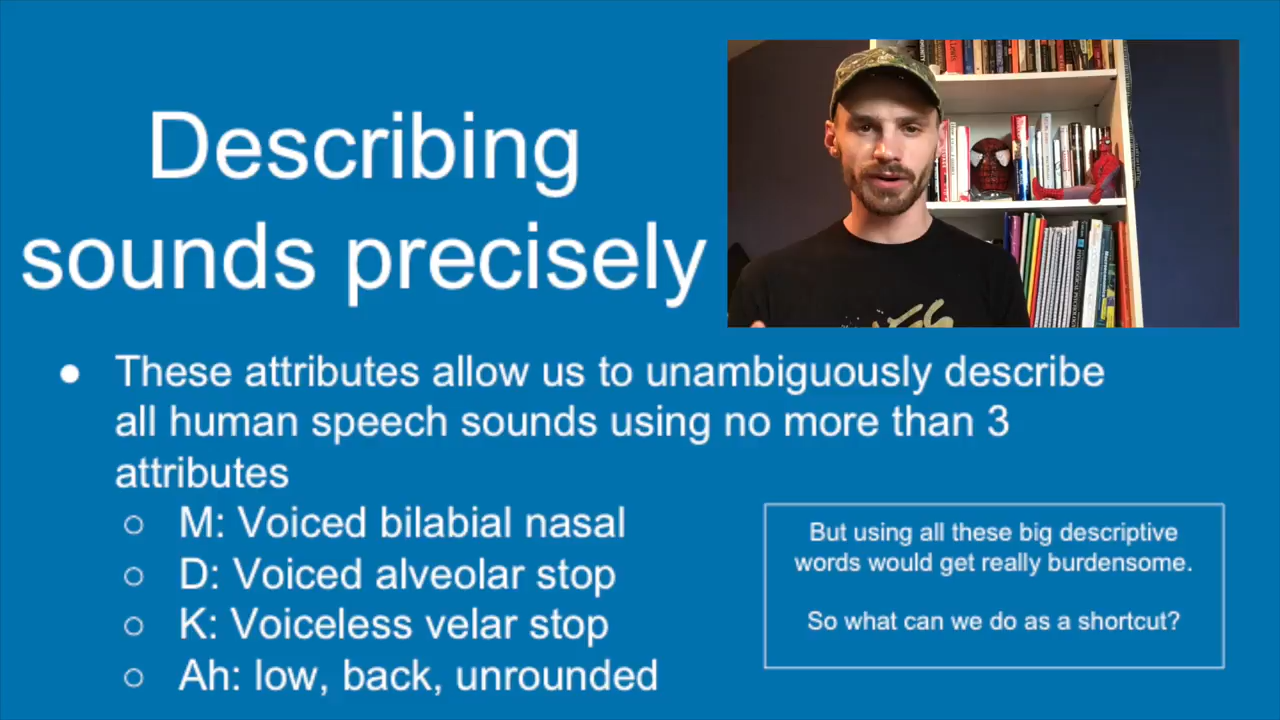 Describing
sounds precisely
● These attributes allow us to unambiguously describe
all human speech sounds using no more than 3
attributes
○ M: Voiced bilabial nasal
○ D: Voiced alveolar stop
○ K: Voiceless velar stop
○ Ah: low, back, unrounded
But using all these big descriptive
words would get really burdensome.
So what can we do as a shortcut?